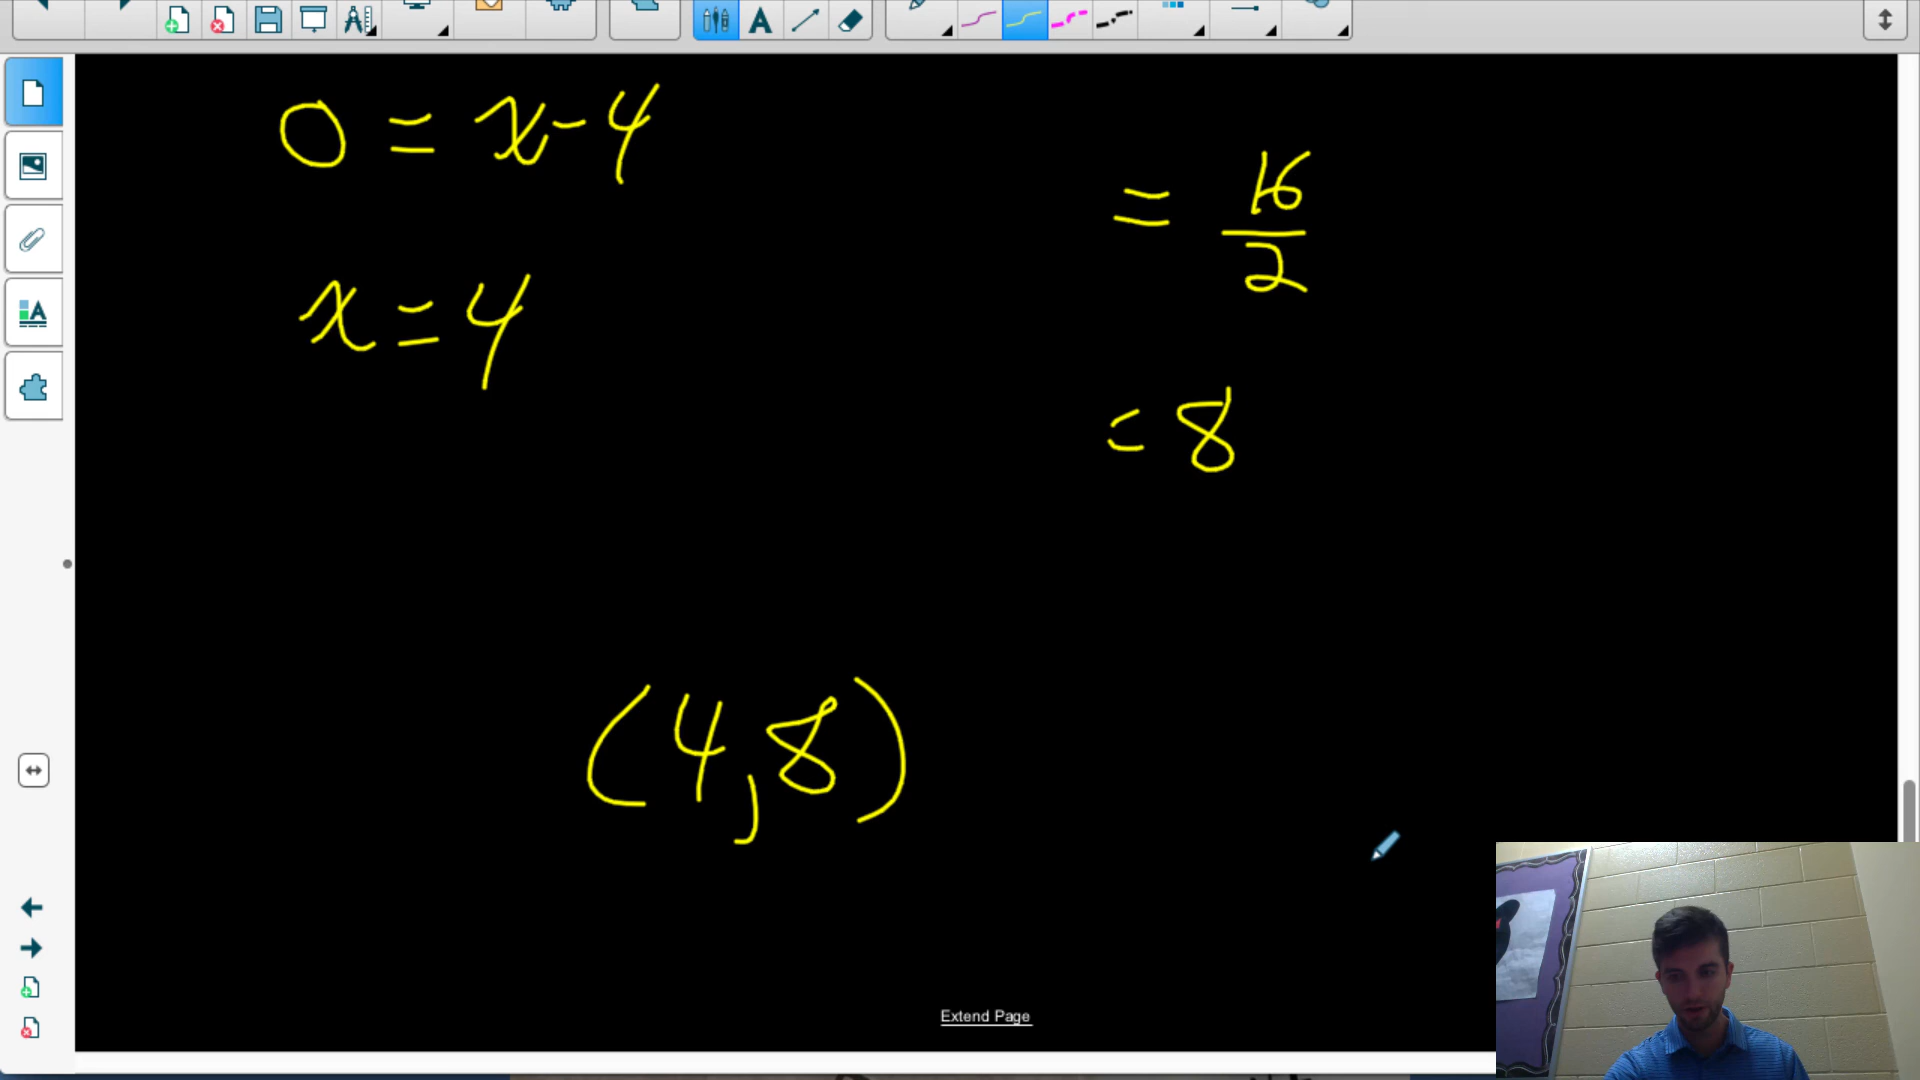 0 = x - 4
x = 4
= 16/2
= 8
(4, 8)
Extend Page